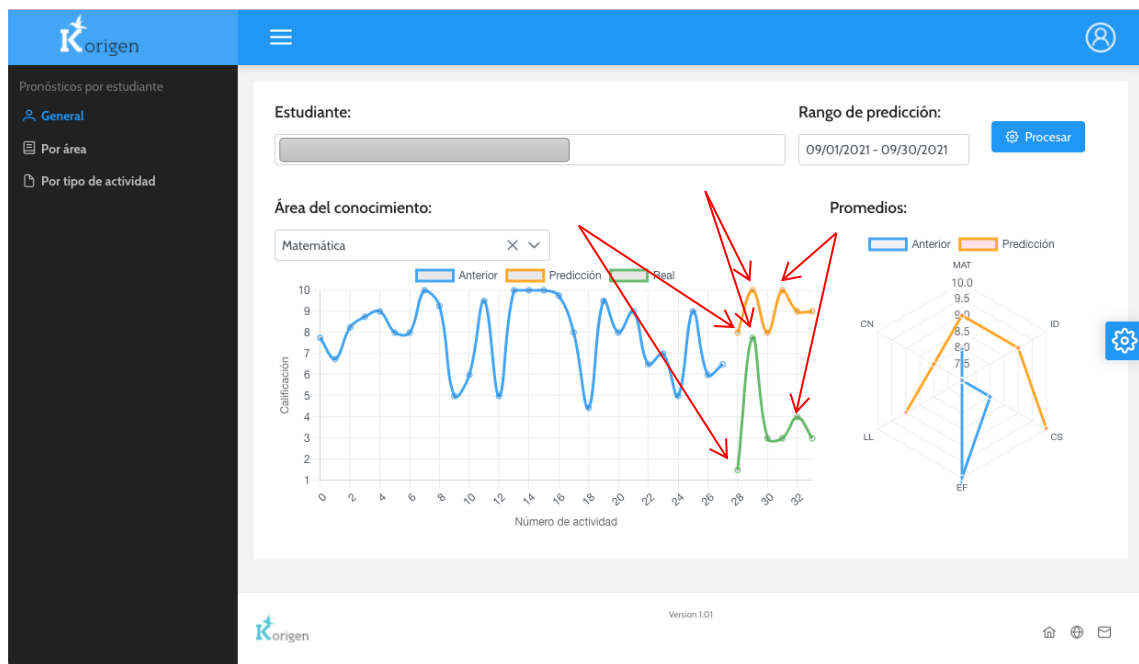 Korigen
Pronósticos por estudiante
General
Por área
Por tipo de actividad
Estudiante:
Rango de predicción:
09/01/2021 - 09/30/2021
Procesar
Área del conocimiento:
Matemática
Promedios:
Anterior Predicción Real
10
9
8
7
6
5
4
3
2
1
Calificación
0 2 4 6 8 10 12 14 16 18 20 22 24 26 28 30 32
Número de actividad
Anterior Predicción
MAT
10.0
9.5
9.0
8.5
8.0
7.5
CN
ID
LL
CS
EF
Version 1.01
Korigen